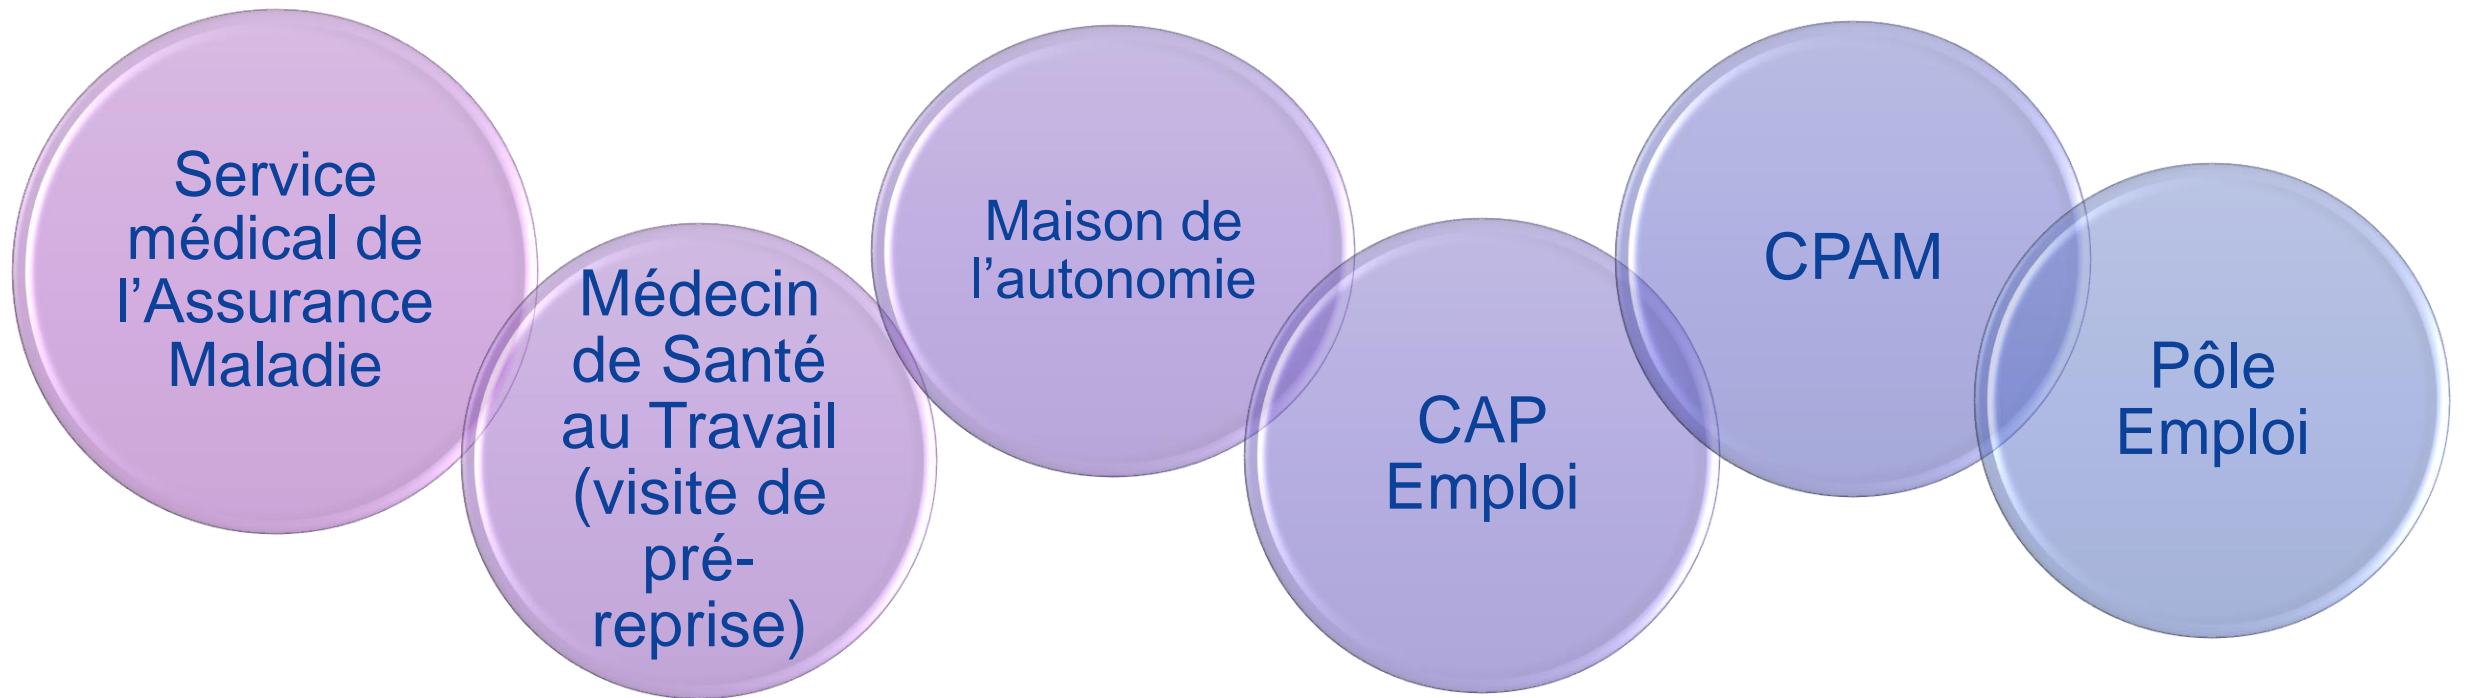 Service
médical de
l’Assurance
Maladie
Médecin
de Santé
au Travail
(visite de
pré-
reprise)
Maison de
l’autonomie
CAP
Emploi
CPAM
Pôle
Emploi